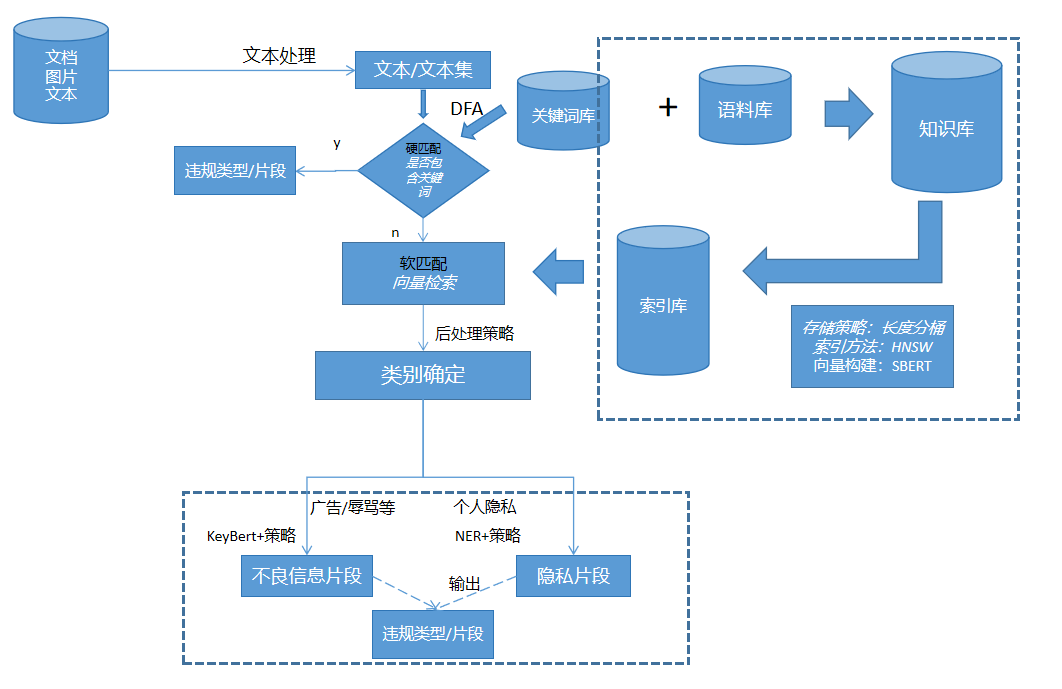 文档
图片
文本
文本处理
文本/文本集
DFA
关键词库
+
语料库
知识库
硬匹配
是否包
含关键
词
y
违规类型/片段
n
软匹配
向量检索
索引库
存储策略：长度分桶
索引方法：HNSW
向量构建：SBERT
后处理策略
类别确定
广告/辱骂等
个人隐私
KeyBert+策略
NER+策略
不良信息片段
输出
隐私片段
违规类型/片段